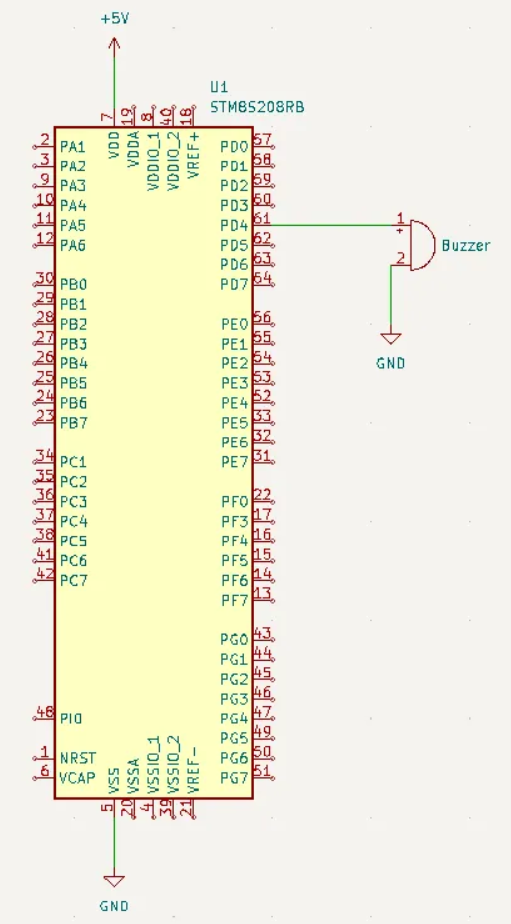 +5V
U1
STM8S208RB
7
19
8
40
18
VDD
VDDA
VDDIO_1
VDDIO_2
VREF+
2 PA1 PD0 57
3 PA2 PD1 58
9 PA3 PD2 59
10 PA4 PD3 60
11 PA5 PD4 61
12 PA6 PD5 62
PD6 63
30 PB0 PD7 64
29 PB1
28 PB2 PE0 56
27 PB3 PE1 55
26 PB4 PE2 54
25 PB5 PE3 53
24 PB6 PE4 52
23 PB7 PE5 33
PE6 32
34 PC1 PE7 31
35 PC2
36 PC3 PF0 22
37 PC4 PF3 17
38 PC5 PF4 16
41 PC6 PF5 15
42 PC7 PF6 14
PF7 13
PG0 43
PG1 44
PG2 45
PG3 46
48 PI0 PG4 47
PG5 49
1 NRST PG6 50
6 VCAP PG7 51
VSS
VSSA
VSSIO_1
VSSIO_2
VREF-
5
20
4
39
21
GND
1
+
2
Buzzer
GND